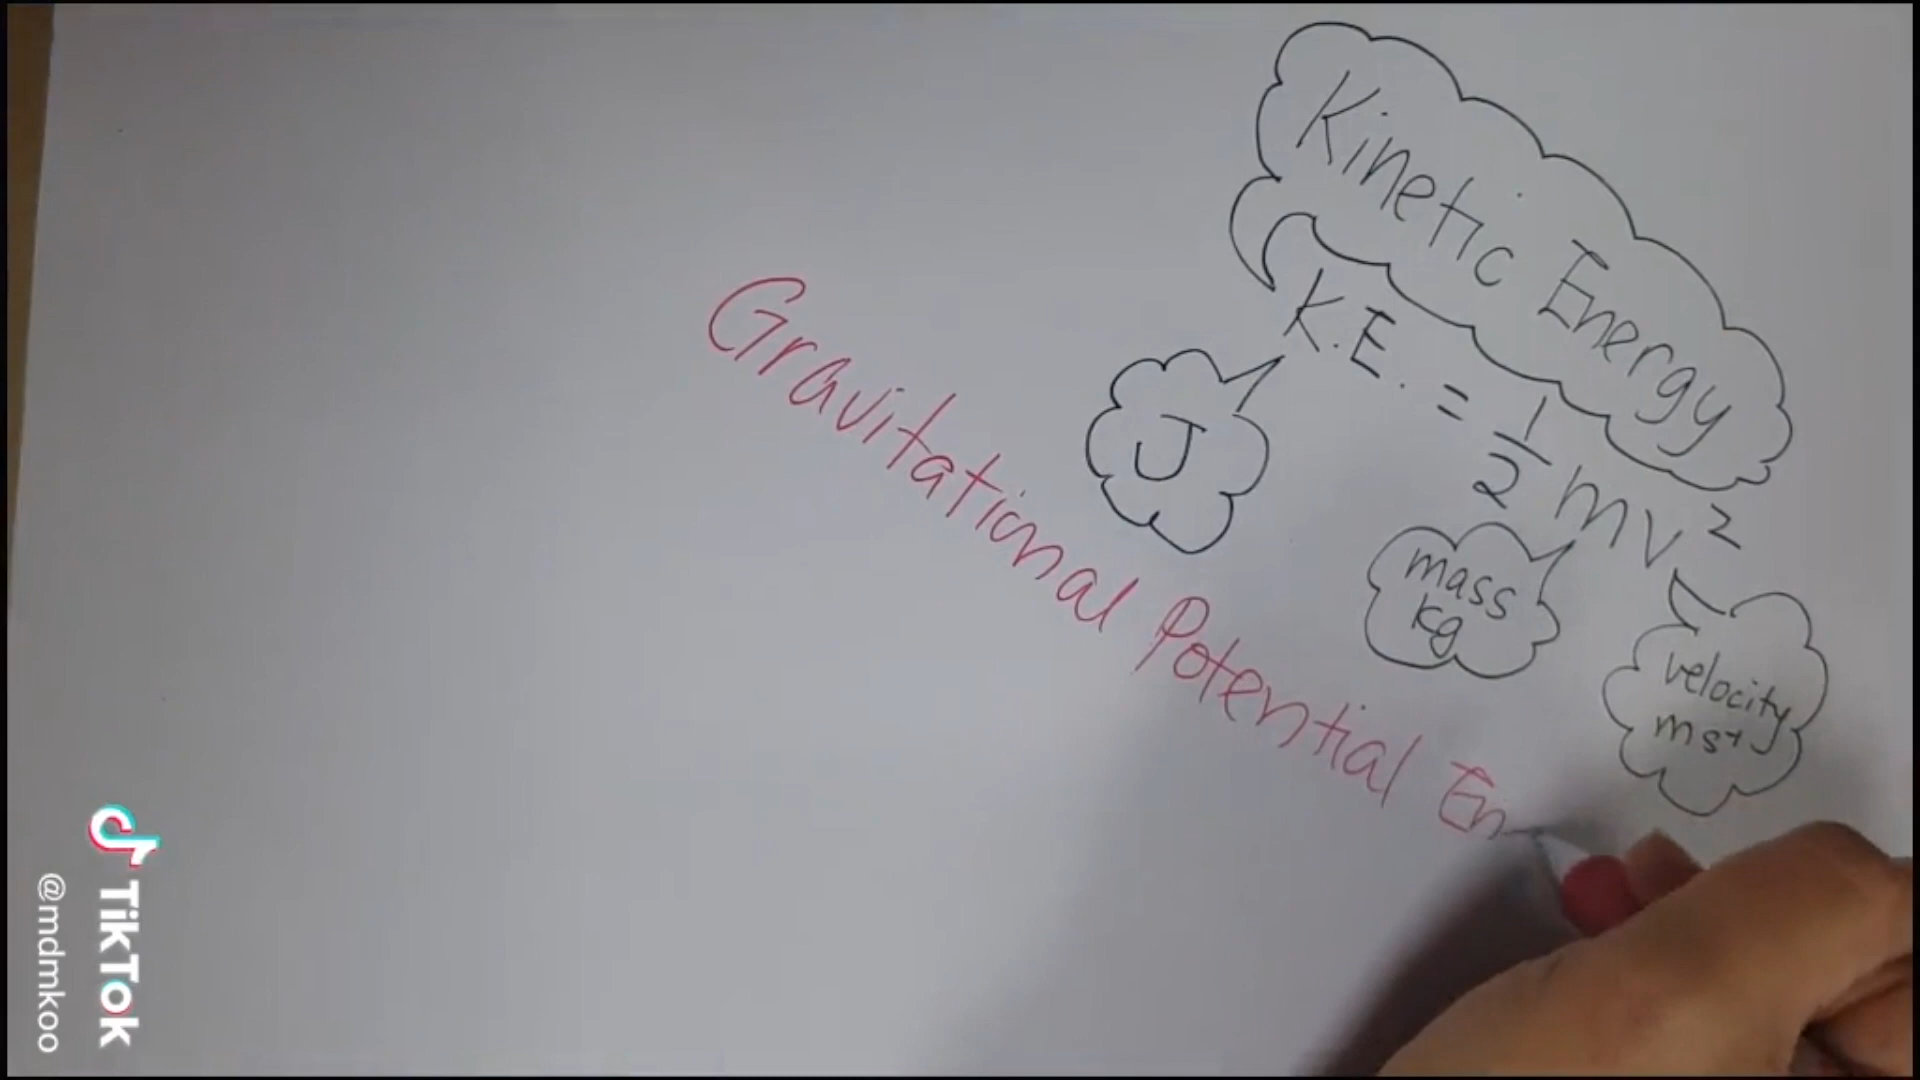 Kinetic Energy
K.E. = 1/2 mv²
J
mass
kg
velocity
ms⁻¹
Gravitational Potential En
TikTok
@mdmkoo